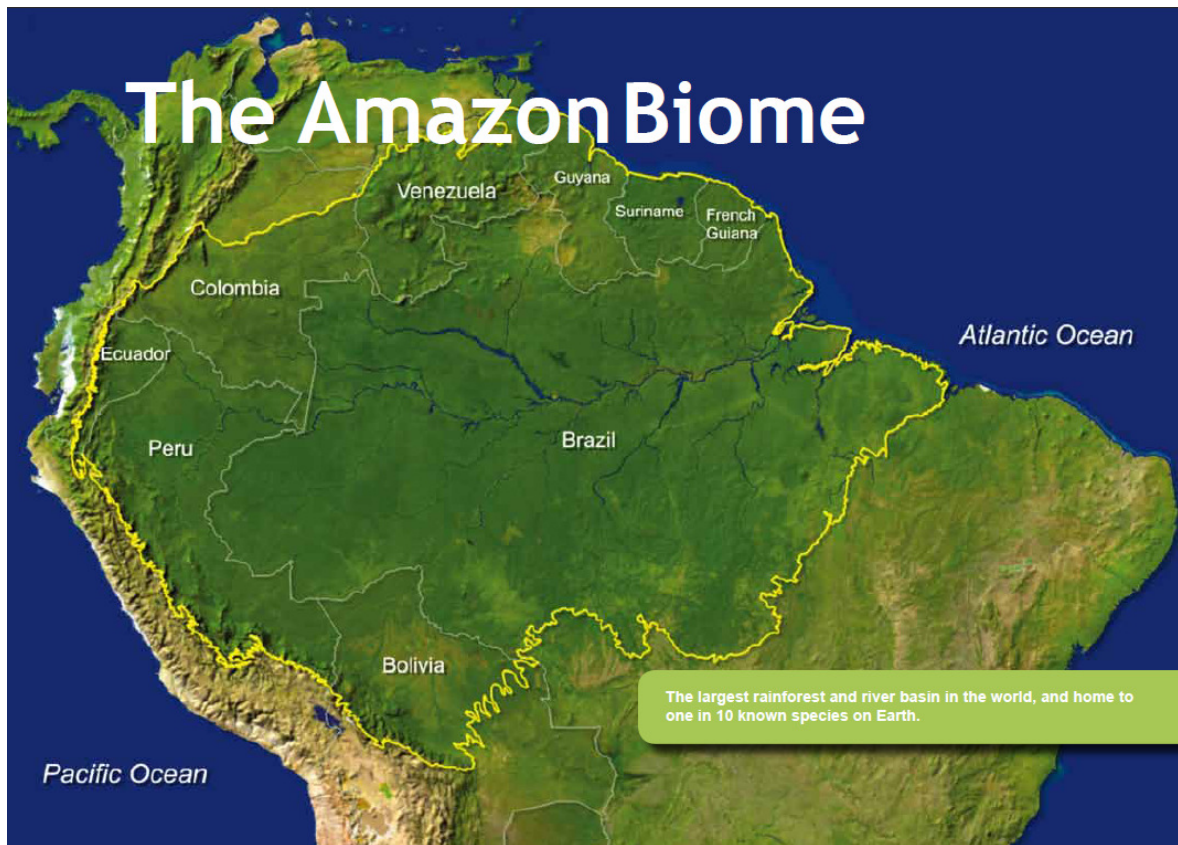 The Amazon Biome
Venezuela
Guyana
Suriname
French
Guiana
Colombia
Ecuador
Atlantic Ocean
Peru
Brazil
Bolivia
The largest rainforest and river basin in the world, and home to
one in 10 known species on Earth.
Pacific Ocean